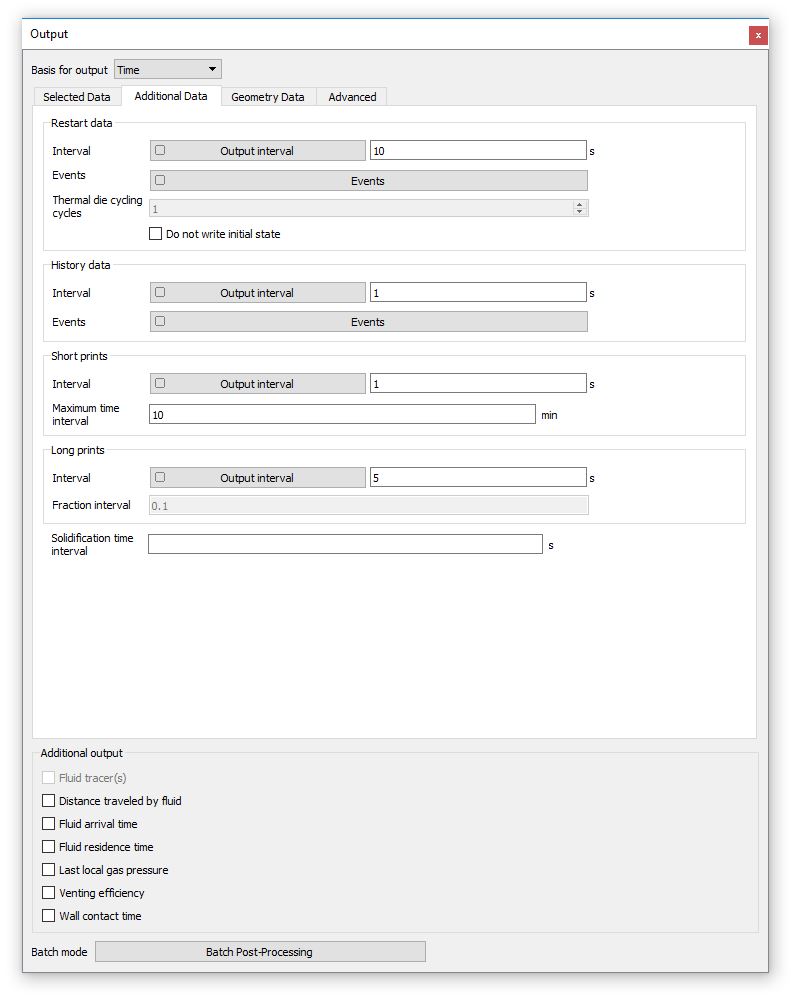 Output
x
Basis for output Time
Selected Data Additional Data Geometry Data Advanced
Restart data
Interval Output interval 10 s
Events Events
Thermal die cycling
cycles 1
Do not write initial state
History data
Interval Output interval 1 s
Events Events
Short prints
Interval Output interval 1 s
Maximum time
interval 10 min
Long prints
Interval Output interval 5 s
Fraction interval 0.1
Solidification time
interval s
Additional output
Fluid tracer(s)
Distance traveled by fluid
Fluid arrival time
Fluid residence time
Last local gas pressure
Venting efficiency
Wall contact time
Batch mode Batch Post-Processing